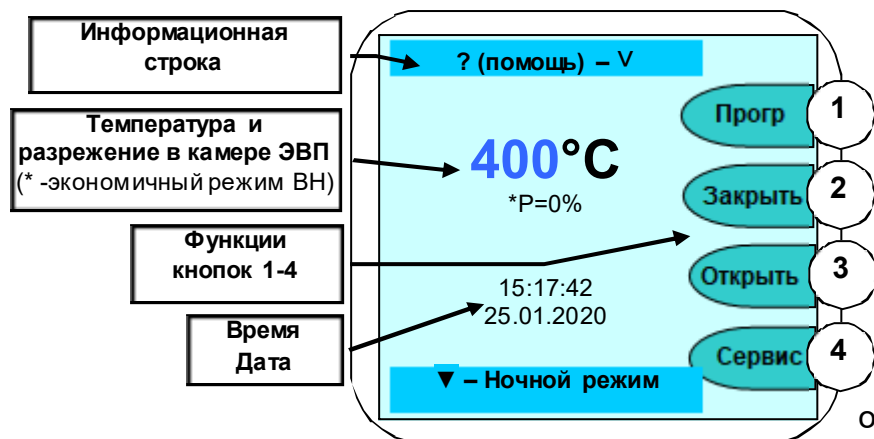 Информационная
строка
Температура и
разрежение в камере ЭВП
(* -экономичный режим ВН)
Функции
кнопок 1-4
Время
Дата
? (помощь) – V
400°C
*P=0%
15:17:42
25.01.2020
▼ – Ночной режим
Прогр 1
Закрыть 2
Открыть 3
Сервис 4
О